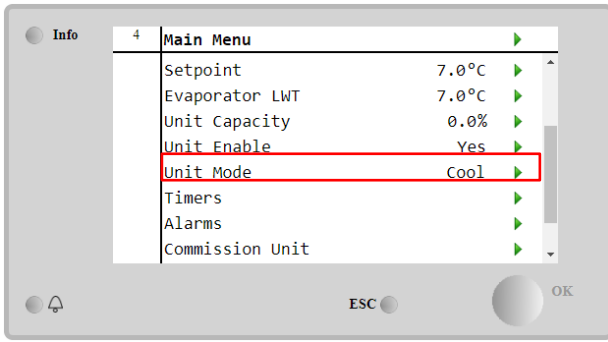 Info
4 Main Menu
Setpoint 7.0°C
Evaporator LWT 7.0°C
Unit Capacity 0.0%
Unit Enable Yes
Unit Mode Cool
Timers
Alarms
Commission Unit
ESC
OK